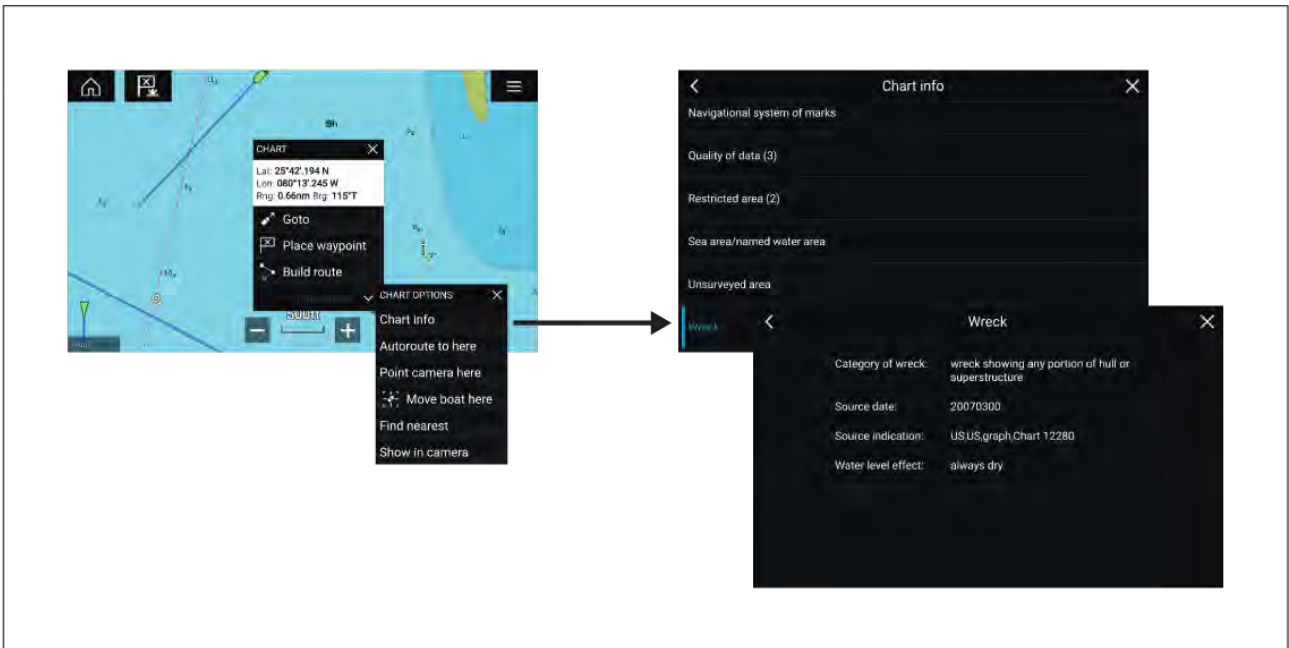 Sh
CHART
Lat: 25°42'.194 N
Lon: 080°13'.245 W
Rng: 0.66nm Brg: 115°T
Goto
Place waypoint
Build route
500ft
CHART OPTIONS
Chart info
Autoroute to here
Point camera here
Move boat here
Find nearest
Show in camera
Chart info
Navigational system of marks
Quality of data (3)
Restricted area (2)
Sea area/named water area
Unsurveyed area
Wreck
Wreck
Category of wreck: wreck showing any portion of hull or
superstructure
Source date: 20070300
Source indication: US,US,graph,Chart 12280
Water level effect: always dry